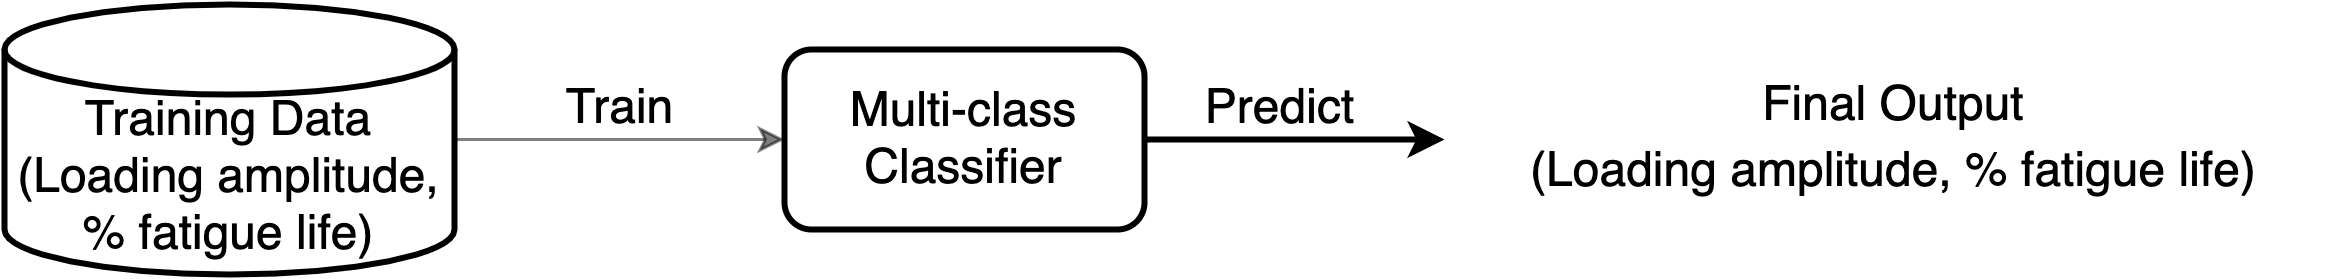 Training Data
(Loading amplitude,
% fatigue life)
Train
Multi-class
Classifier
Predict
Final Output
(Loading amplitude, % fatigue life)